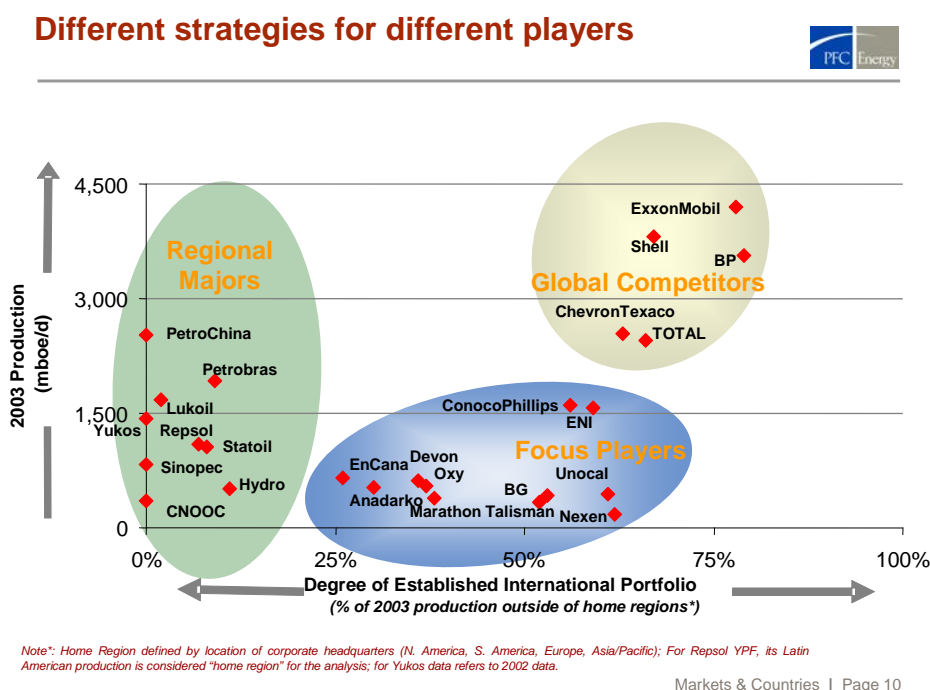 Different strategies for different players
PFC Energy
2003 Production
(mboe/d)
4,500
3,000
1,500
0
0%
25%
50%
75%
100%
Regional
Majors
PetroChina
Petrobras
Lukoil
Yukos
Repsol
Statoil
Sinopec
Hydro
CNOOC
ExxonMobil
Shell
BP
Global Competitors
ChevronTexaco
TOTAL
ConocoPhillips
ENI
Focus Players
Devon
EnCana
Oxy
Unocal
Anadarko
BG
Marathon Talisman
Nexen
Degree of Established International Portfolio
(% of 2003 production outside of home regions*)
Note*: Home Region defined by location of corporate headquarters (N. America, S. America, Europe, Asia/Pacific); For Repsol YPF, its Latin
American production is considered “home region” for the analysis; for Yukos data refers to 2002 data.
Markets & Countries I Page 10